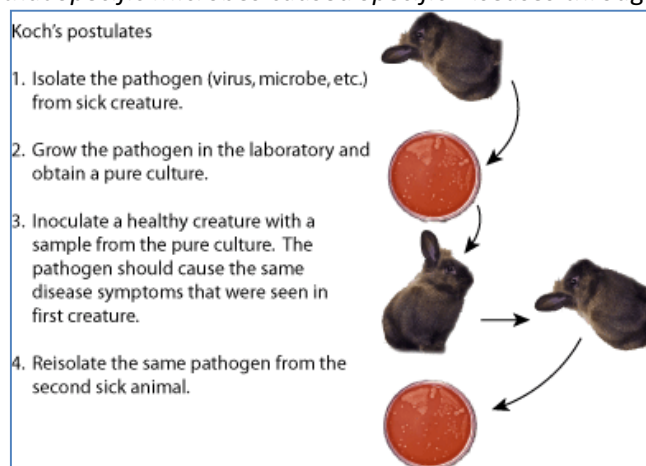 Koch's postulates
1. Isolate the pathogen (virus, microbe, etc.)
from sick creature.
2. Grow the pathogen in the laboratory and
obtain a pure culture.
3. Inoculate a healthy creature with a
sample from the pure culture. The
pathogen should cause the same
disease symptoms that were seen in
first creature.
4. Reisolate the same pathogen from the
second sick animal.